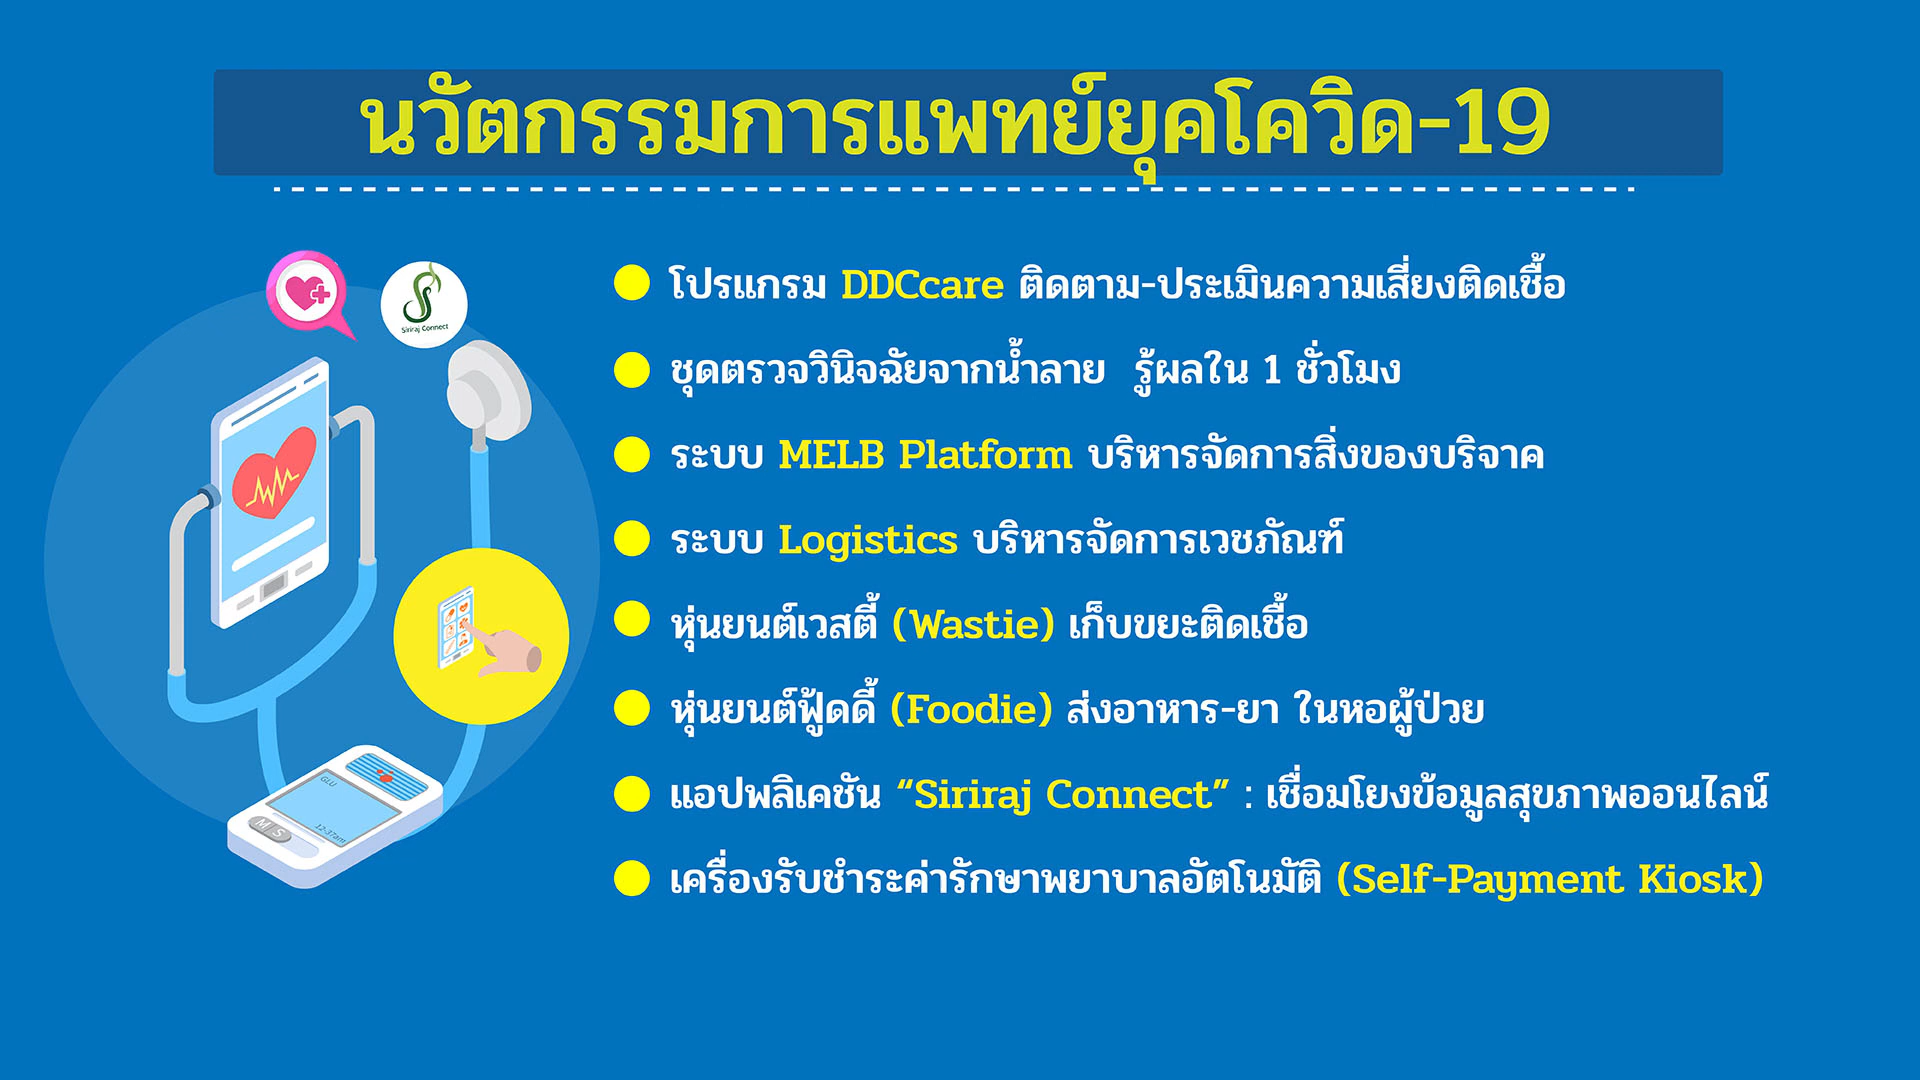 นวัตกรรมการแพทย์ยุคโควิด-19
Siriraj Connect
โปรแกรม DDCcare ติดตาม-ประเมินความเสี่ยงติดเชื้อ
ชุดตรวจวินิจฉัยจากน้ำลาย รู้ผลใน 1 ชั่วโมง
ระบบ MELB Platform บริหารจัดการสิ่งของบริจาค
ระบบ Logistics บริหารจัดการเวชภัณฑ์
หุ่นยนต์เวสตี้ (Wastie) เก็บขยะติดเชื้อ
หุ่นยนต์ฟู้ดดี้ (Foodie) ส่งอาหาร-ยา ในหอผู้ป่วย
แอปพลิเคชัน “Siriraj Connect” : เชื่อมโยงข้อมูลสุขภาพออนไลน์
เครื่องรับชำระค่ารักษาพยาบาลอัตโนมัติ (Self-Payment Kiosk)
GLU
12-37am
M S